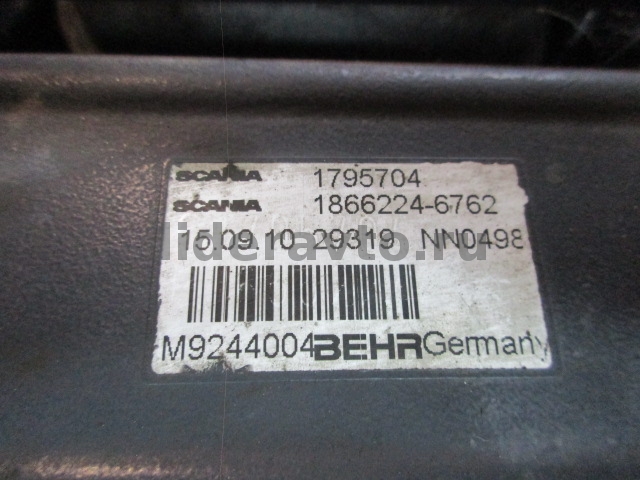 SCANIA 1795704
SCANIA 1866224-6762
15.09.10 29319 NN0498
lideravto.ru
M9244004 BEHR Germany